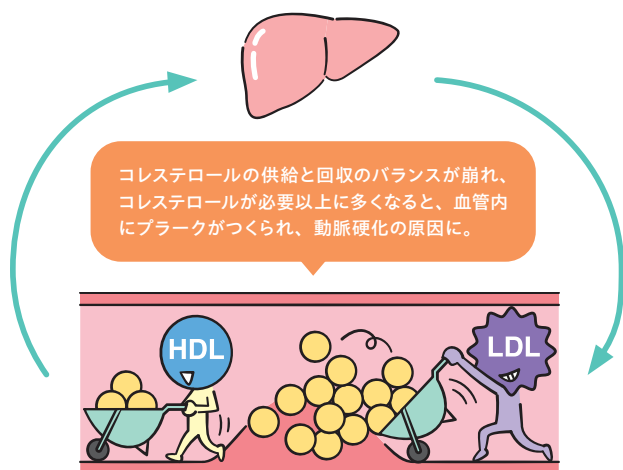 コレステロールの供給と回収のバランスが崩れ、
コレステロールが必要以上に多くなると、血管内
にプラークがつくられ、動脈硬化の原因に。
HDL
LDL